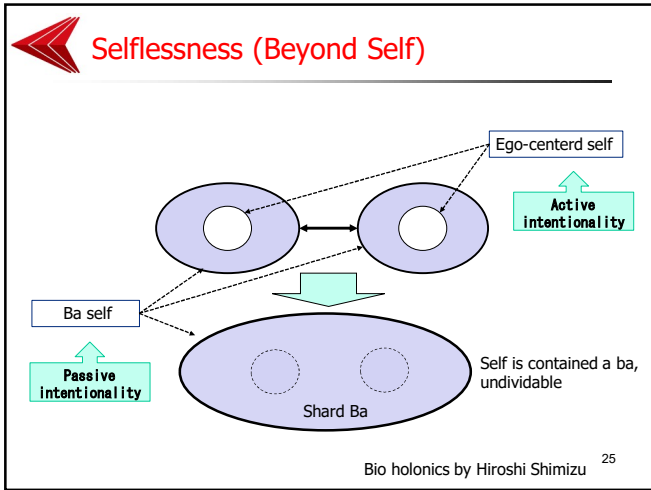 Selflessness (Beyond Self)
Ego-centerd self
Active
intentionality
Ba self
Passive
intentionality
Self is contained a ba,
undividable
Shard Ba
Bio holonics by Hiroshi Shimizu
25